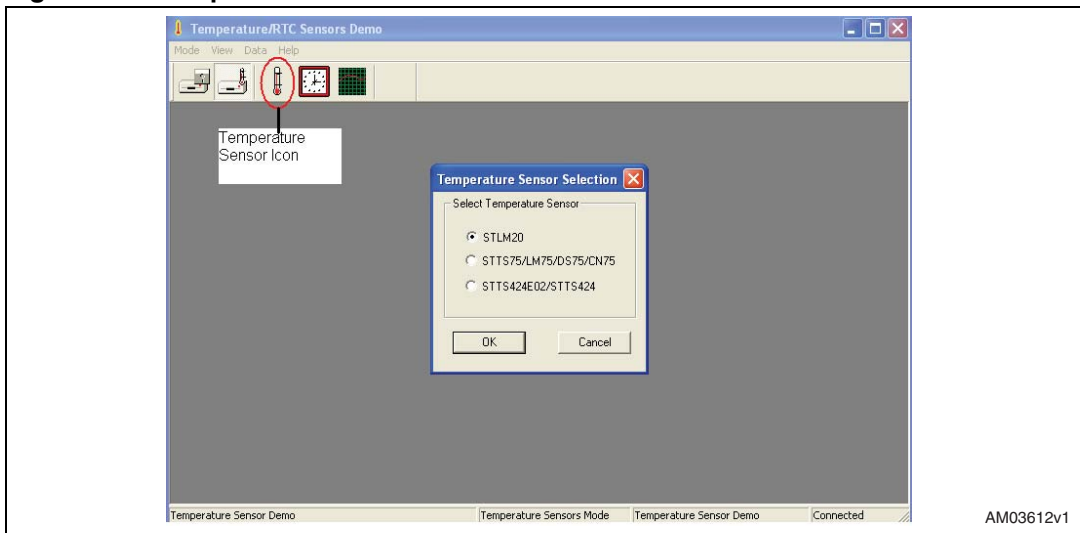 Temperature/RTC Sensors Demo
Mode View Data Help
Temperature
Sensor Icon
Temperature Sensor Selection
Select Temperature Sensor
STLM20
STTS75/LM75/DS75/CN75
STTS424E02/STTS424
OK Cancel
Temperature Sensor Demo Temperature Sensors Mode Temperature Sensor Demo Connected
AM03612v1